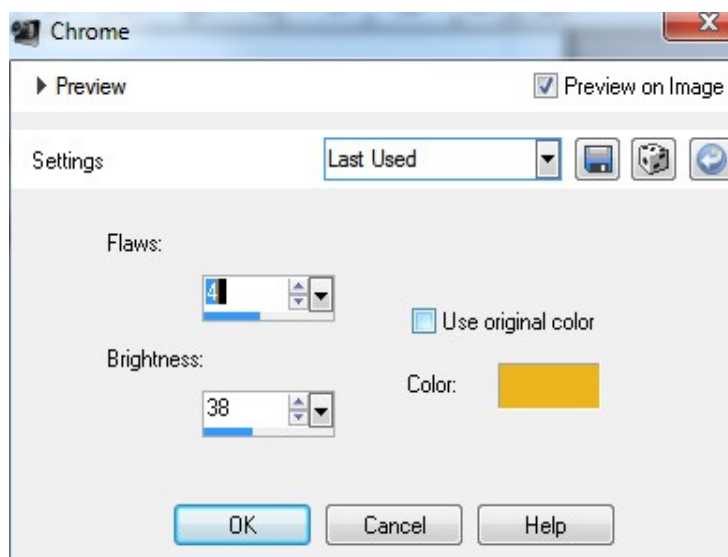 Chrome
Preview
Preview on Image
Settings
Last Used
Flaws:
4
Use original color
Brightness:
Color:
38
OK
Cancel
Help